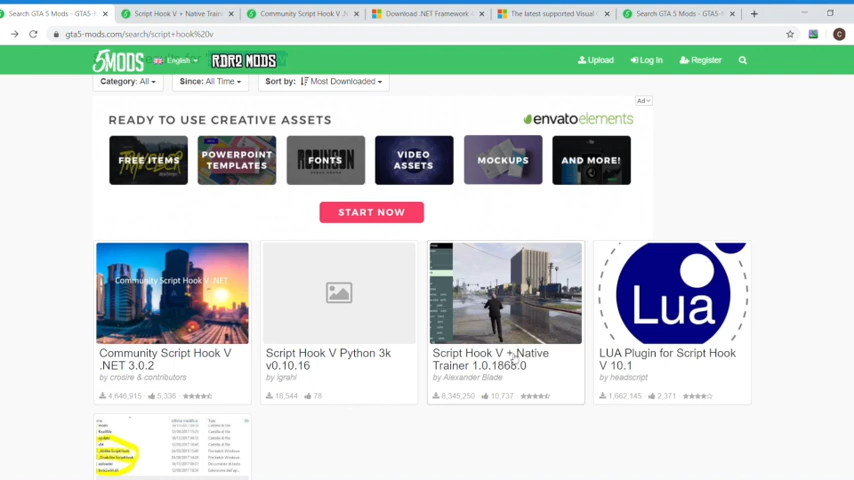 Search GTA 5 Mods - GTA5-M
Script Hook V + Native Train
Community Script Hook V .N
Download .NET Framework
The latest supported Visual
Search GTA 5 Mods - GTA5-M
gta5-mods.com/search/script+hook%20v
5MODS
English
RDR2 MODS
Upload
Log In
Register
Category: All
Since: All Time
Sort by: Most Downloaded
Ad
READY TO USE CREATIVE ASSETS
envatoelements
FREE ITEMS
POWERPOINT TEMPLATES
FONTS
VIDEO ASSETS
MOCKUPS
AND MORE!
START NOW
Community Script Hook V .NET
Lua
Community Script Hook V
.NET 3.0.2
by crosire & contributors
4,646,915 5,336
Script Hook V Python 3k
v0.10.16
by lgrahl
18,544 78
Script Hook V + Native
Trainer 1.0.1868.0
by Alexander Blade
8,345,250 10,737
LUA Plugin for Script Hook
V 10.1
by headscript
1,662,145 2,371